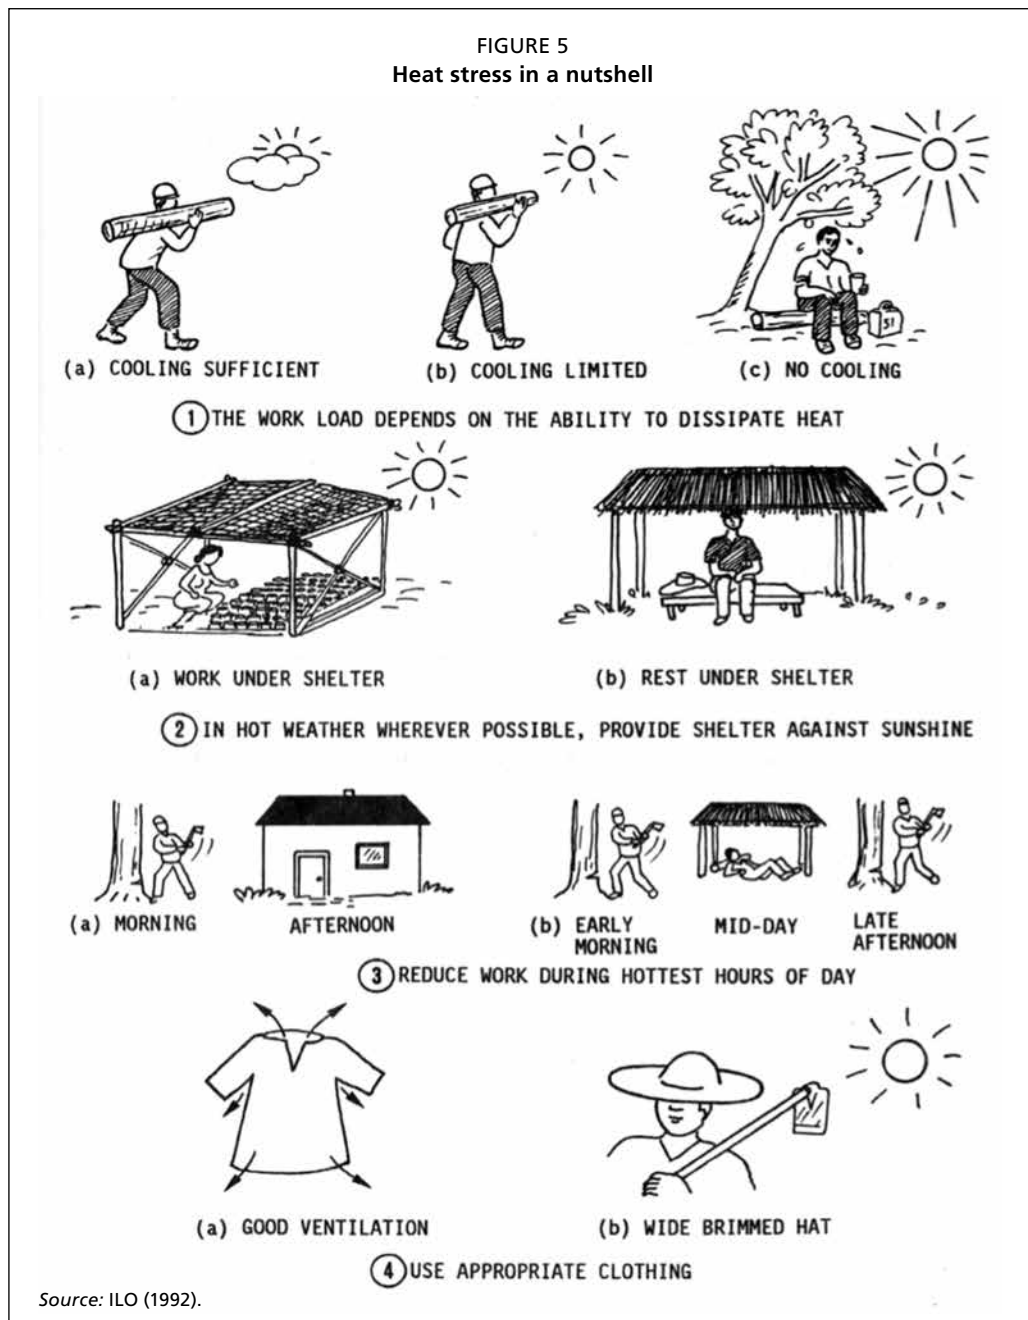 FIGURE 5
Heat stress in a nutshell
5l
(a) COOLING SUFFICIENT
(b) COOLING LIMITED
(c) NO COOLING
1 THE WORK LOAD DEPENDS ON THE ABILITY TO DISSIPATE HEAT
(a) WORK UNDER SHELTER
(b) REST UNDER SHELTER
2 IN HOT WEATHER WHEREVER POSSIBLE, PROVIDE SHELTER AGAINST SUNSHINE
(a) MORNING
AFTERNOON
(b) EARLY
MORNING
MID-DAY
LATE
AFTERNOON
3 REDUCE WORK DURING HOTTEST HOURS OF DAY
(a) GOOD VENTILATION
(b) WIDE BRIMMED HAT
4 USE APPROPRIATE CLOTHING
Source: ILO (1992).